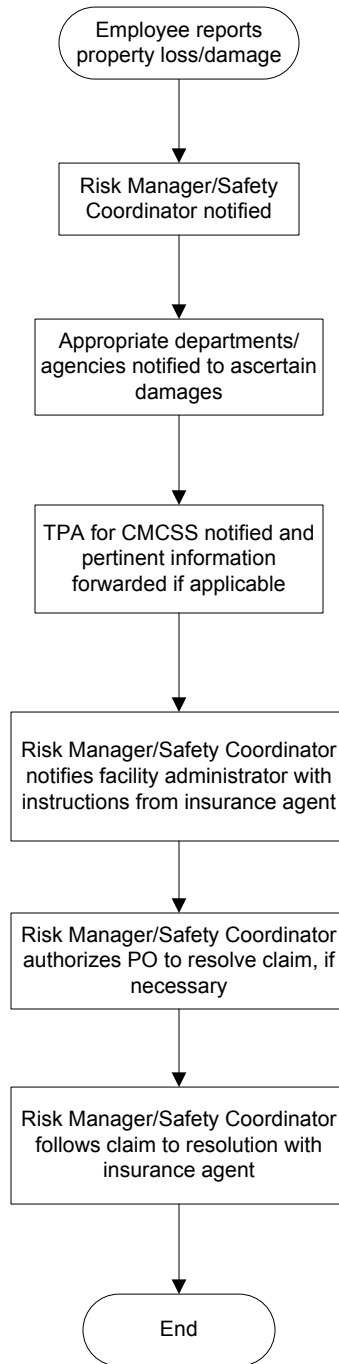 Employee reports
property loss/damage
Risk Manager/Safety
Coordinator notified
Appropriate departments/
agencies notified to ascertain
damages
TPA for CMCSS notified and
pertinent information
forwarded if applicable
Risk Manager/Safety Coordinator
notifies facility administrator with
instructions from insurance agent
Risk Manager/Safety Coordinator
authorizes PO to resolve claim, if
necessary
Risk Manager/Safety Coordinator
follows claim to resolution with
insurance agent
End